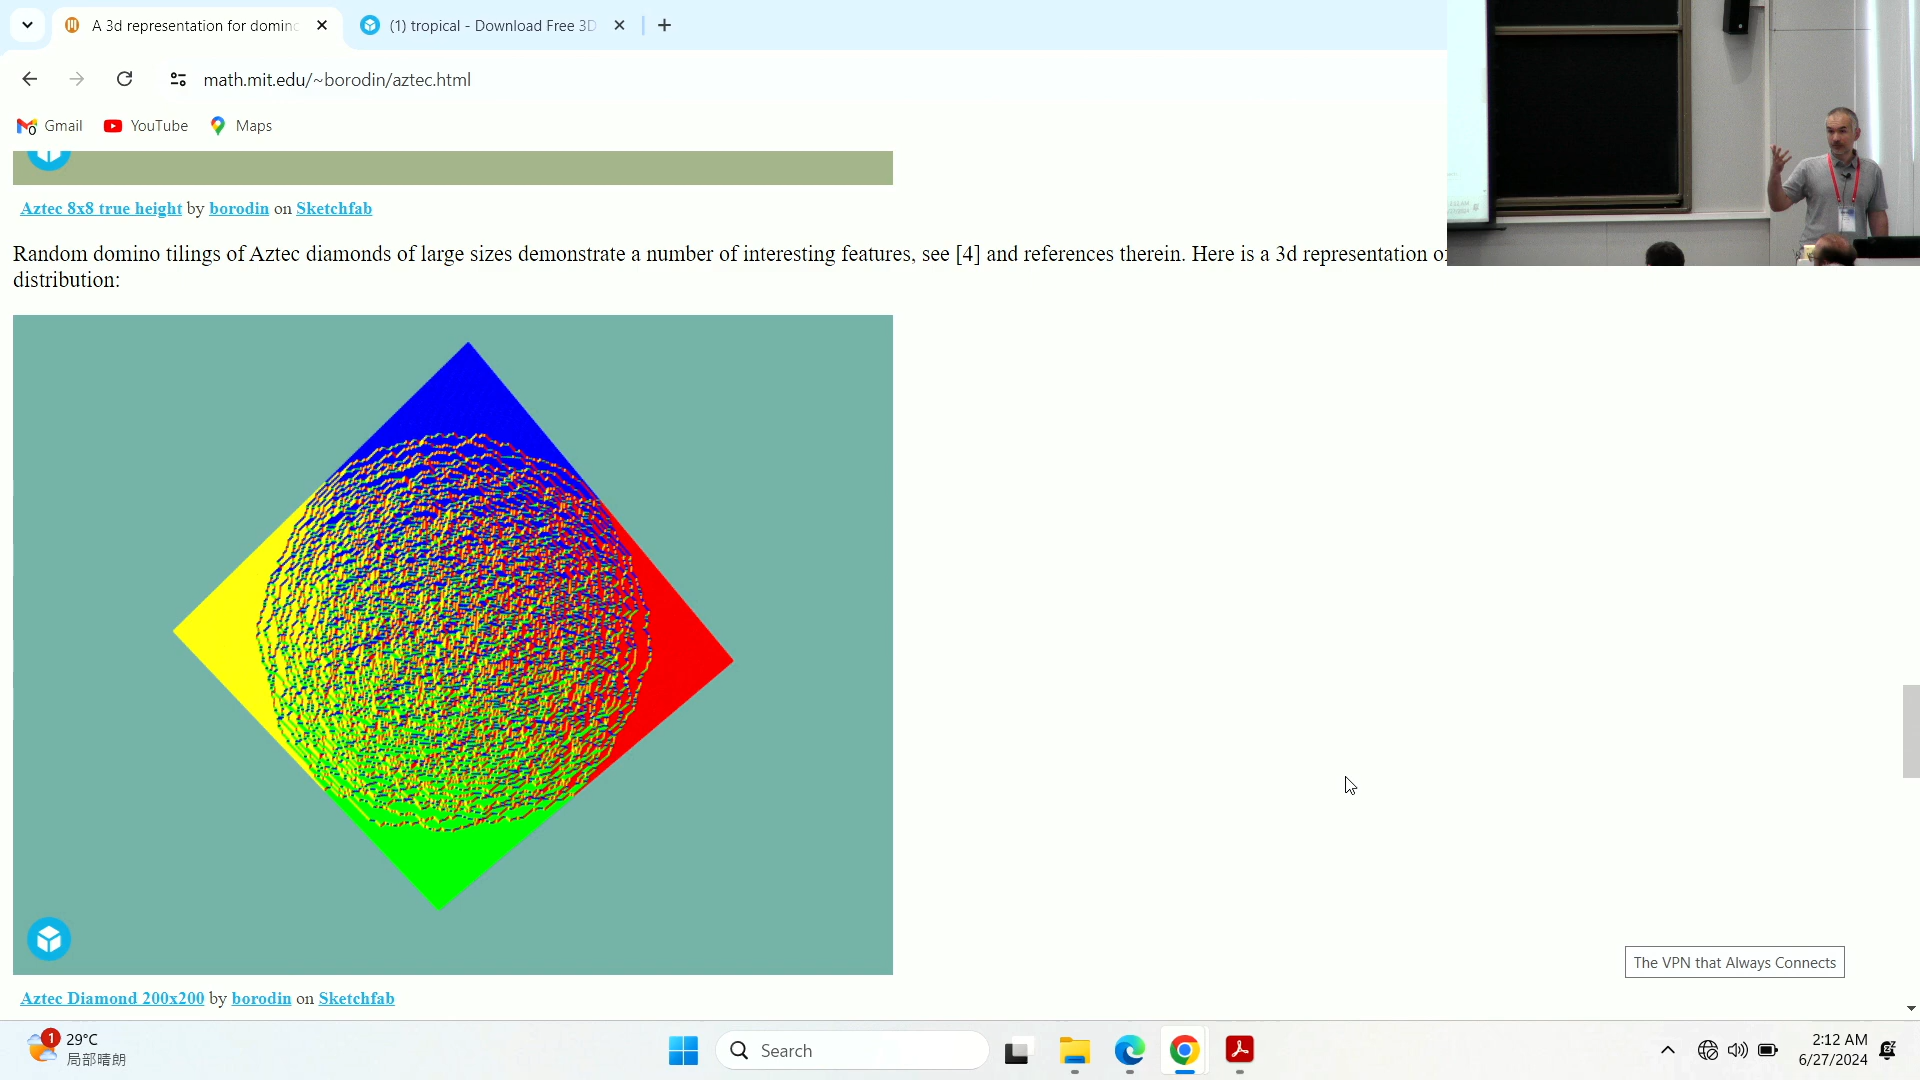 A 3d representation for domino
(1) tropical - Download Free 3D
math.mit.edu/~borodin/aztec.html
Gmail
YouTube
Maps
Aztec 8x8 true height by borodin on Sketchfab
Random domino tilings of Aztec diamonds of large sizes demonstrate a number of interesting features, see [4] and references therein. Here is a 3d representation o
distribution:
Aztec Diamond 200x200 by borodin on Sketchfab
The VPN that Always Connects
1
29°C
局部晴朗
Search
2:12 AM
6/27/2024